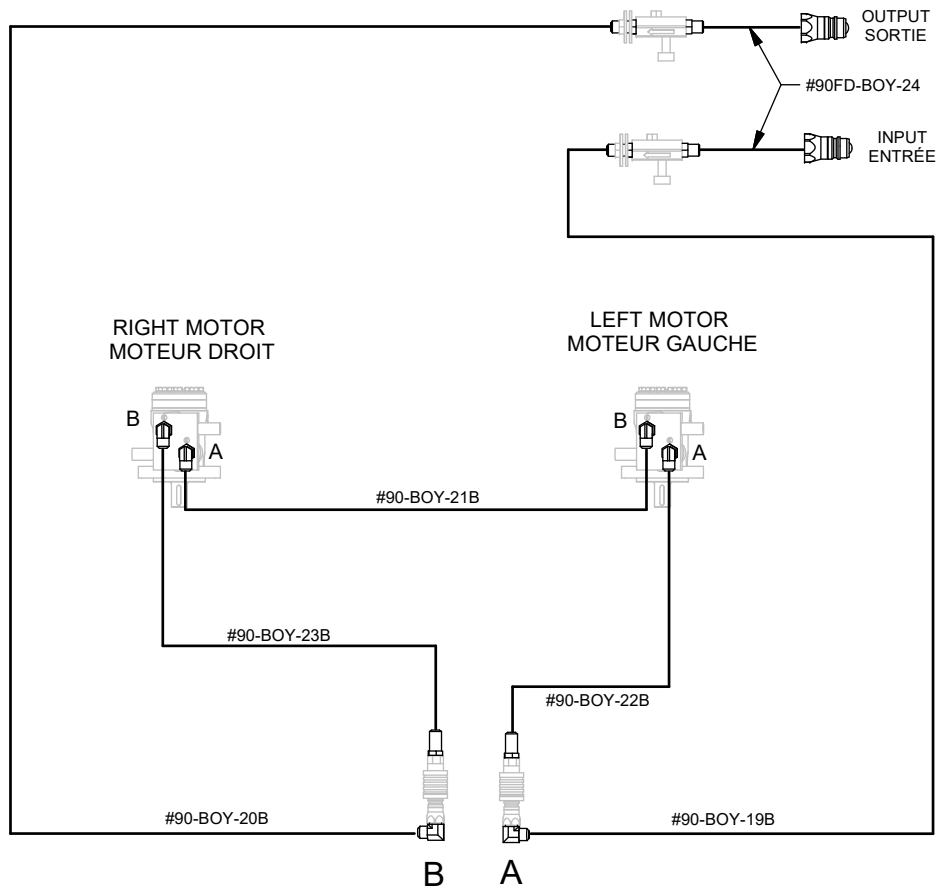 OUTPUT
SORTIE
#90FD-BOY-24
INPUT
ENTRÉE
RIGHT MOTOR
MOTEUR DROIT
LEFT MOTOR
MOTEUR GAUCHE
B
A
B
A
#90-BOY-21B
#90-BOY-23B
#90-BOY-22B
#90-BOY-20B
#90-BOY-19B
B
A